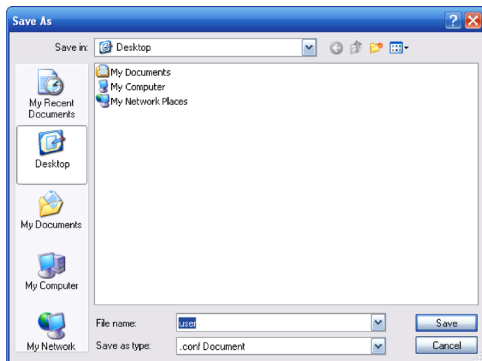 Save As
Save in:
Desktop
My Recent
Documents
Desktop
My Documents
My Computer
My Network
My Documents
My Computer
My Network Places
File name:
user
Save
Save as type:
.conf Document
Cancel